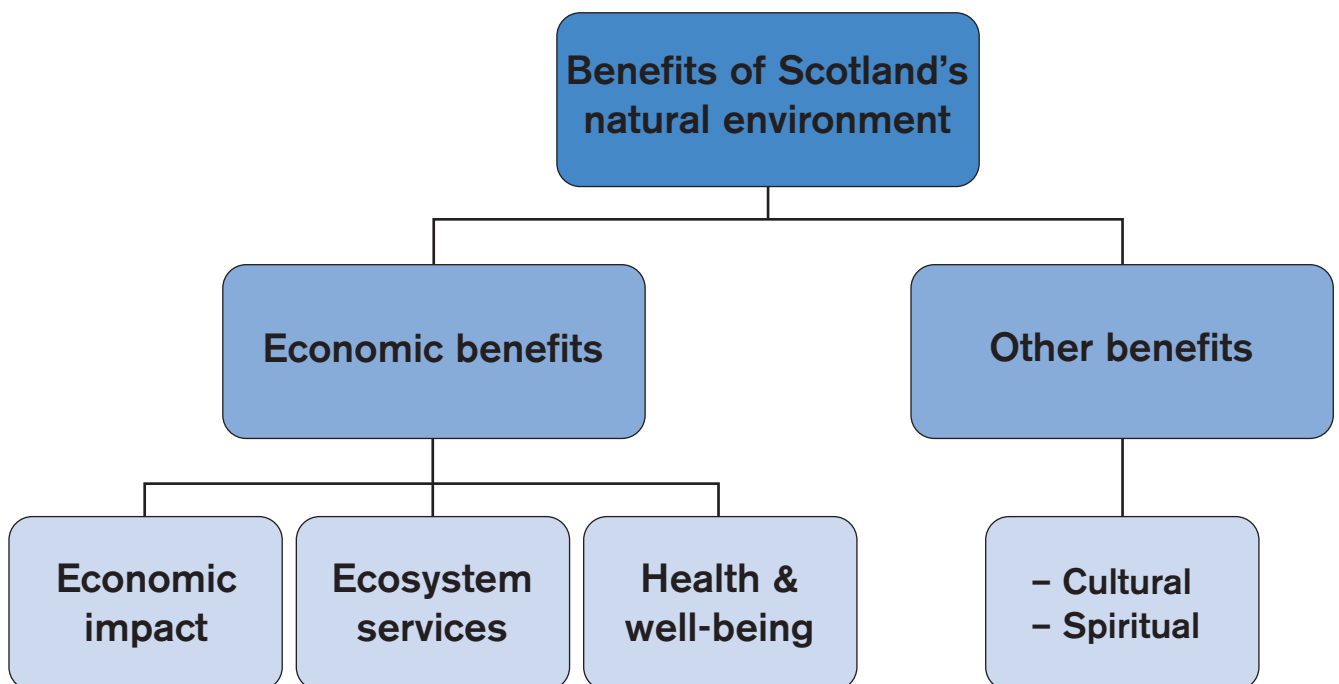 Benefits of Scotland’s
natural environment
Economic benefits
Other benefits
Economic
impact
Ecosystem
services
Health &
well-being
– Cultural
– Spiritual